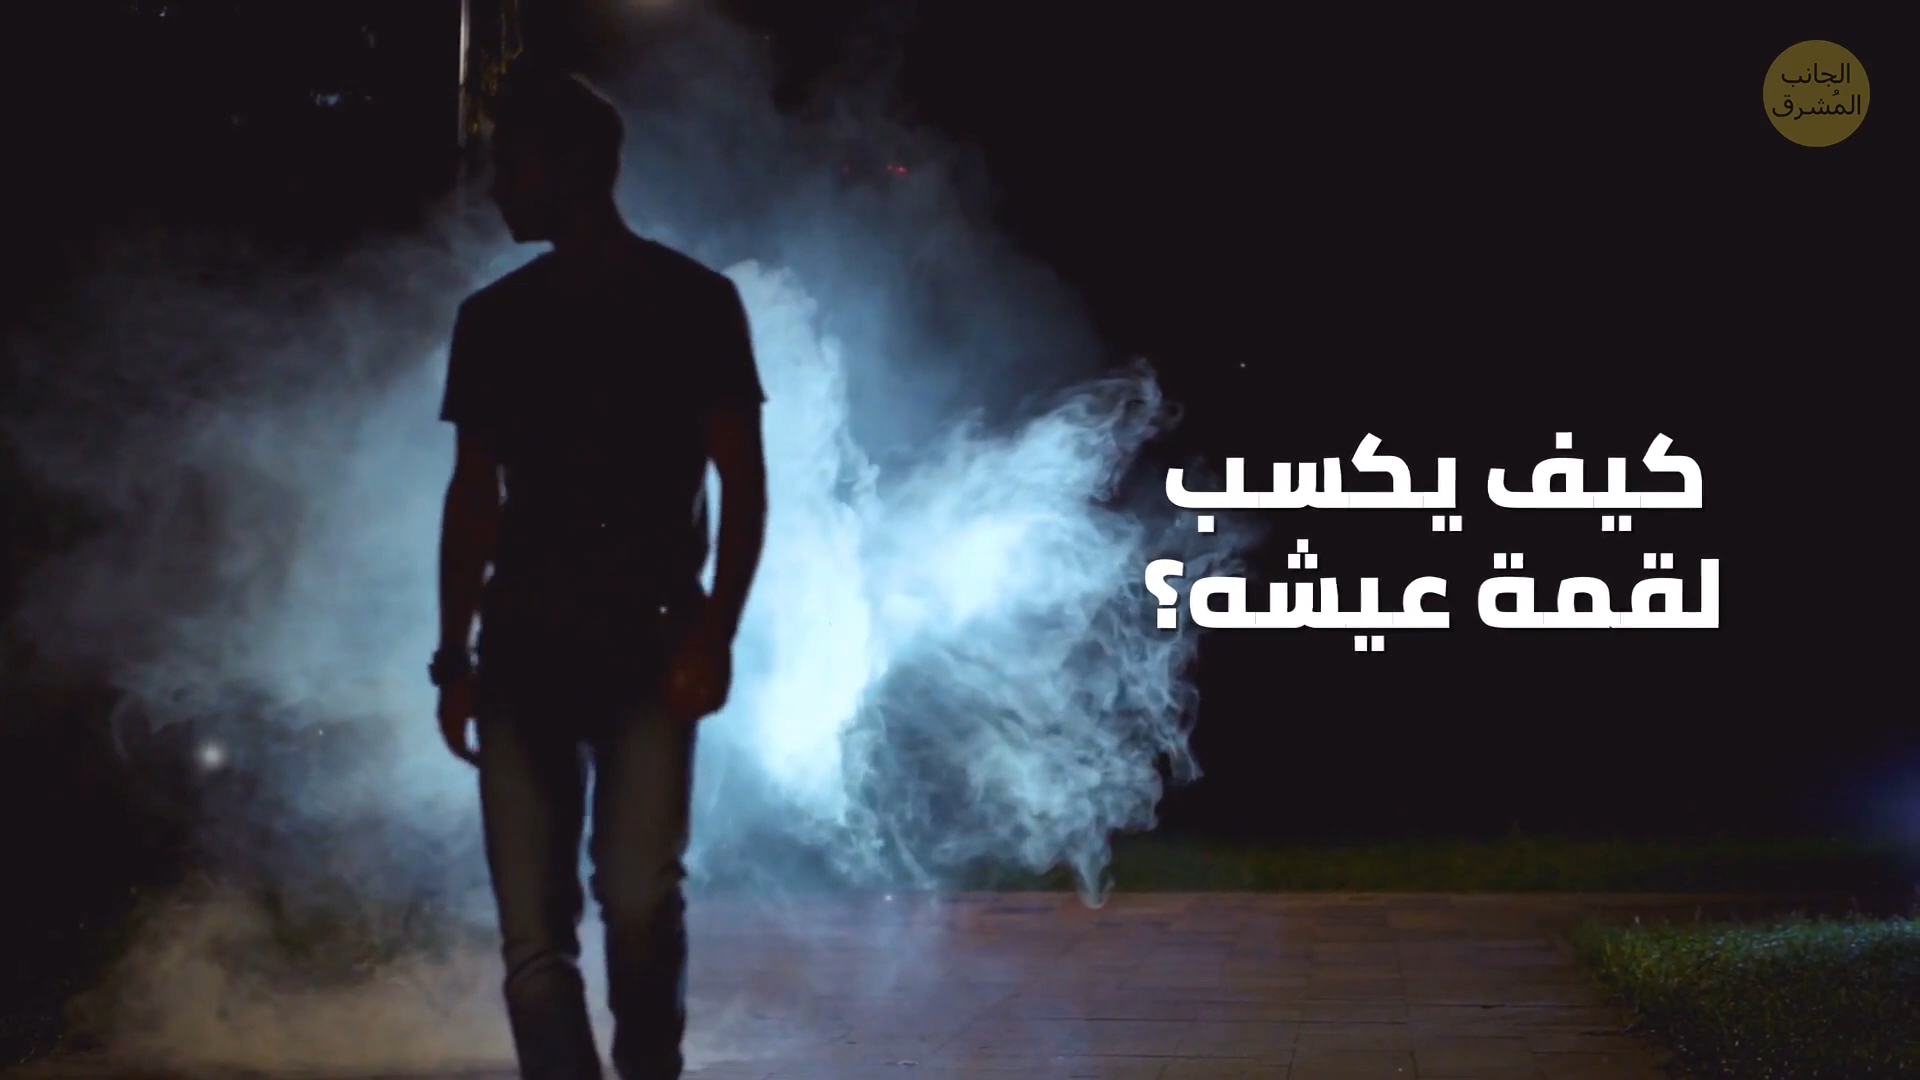 الجانب
المُشرق
كيف يكسب
لقمة عيشه؟